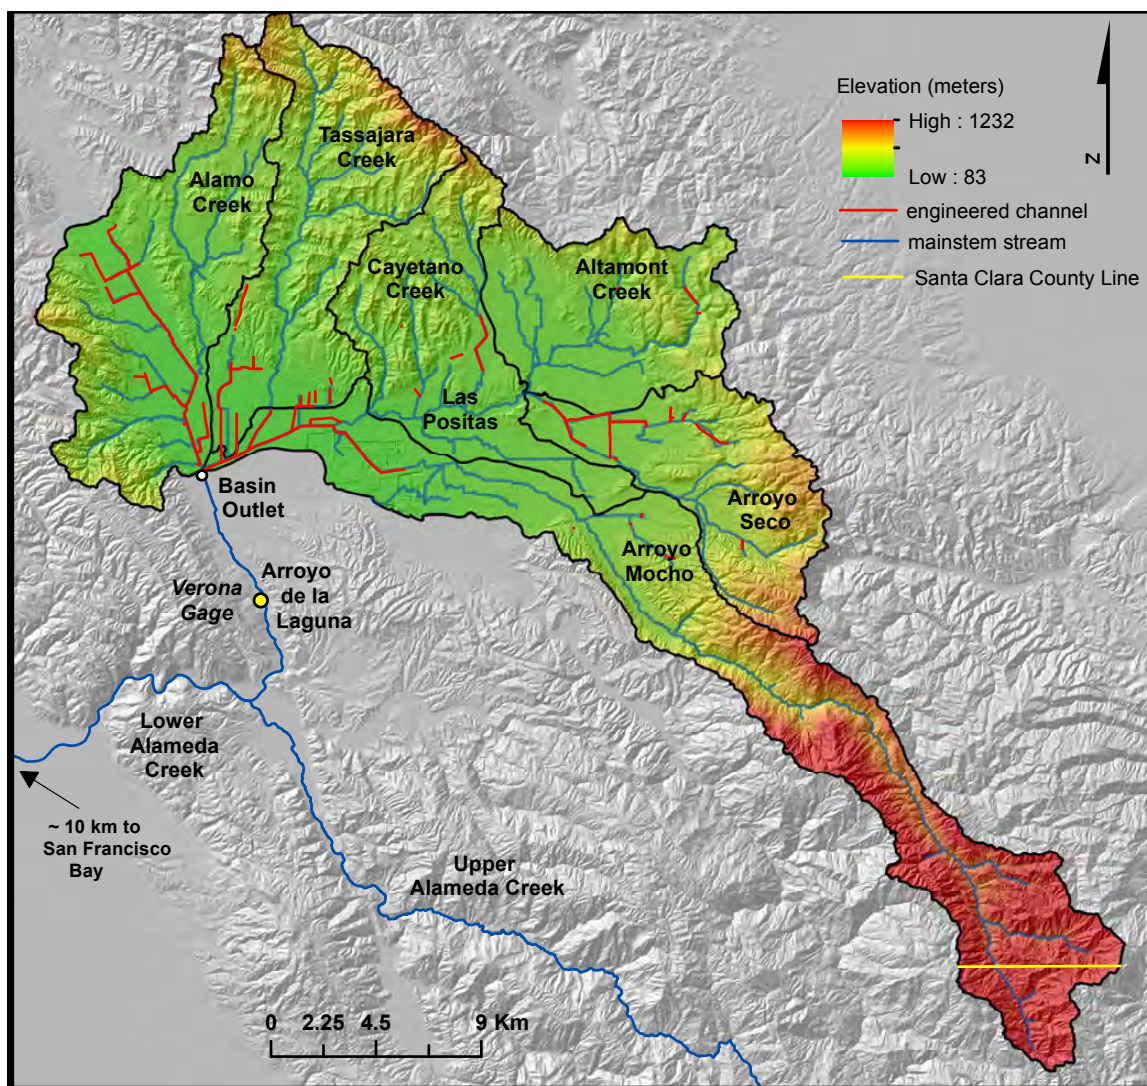 Elevation (meters)
High : 1232
Low : 83
engineered channel
mainstem stream
Santa Clara County Line
N
Tassajara
Creek
Alamo
Creek
Cayetano
Creek
Altamont
Creek
Las
Positas
Basin
Outlet
Arroyo
Seco
Arroyo
Mocho
Verona
Gage
Arroyo
de la
Laguna
Lower
Alameda
Creek
~ 10 km to
San Francisco
Bay
Upper
Alameda Creek
0 2.25 4.5 9 Km